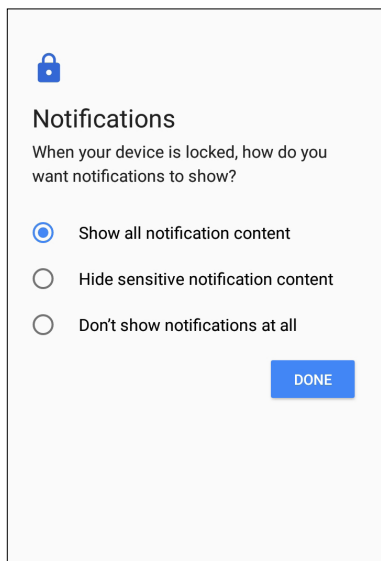 Notifications
When your device is locked, how do you
want notifications to show?
Show all notification content
Hide sensitive notification content
Don’t show notifications at all
DONE